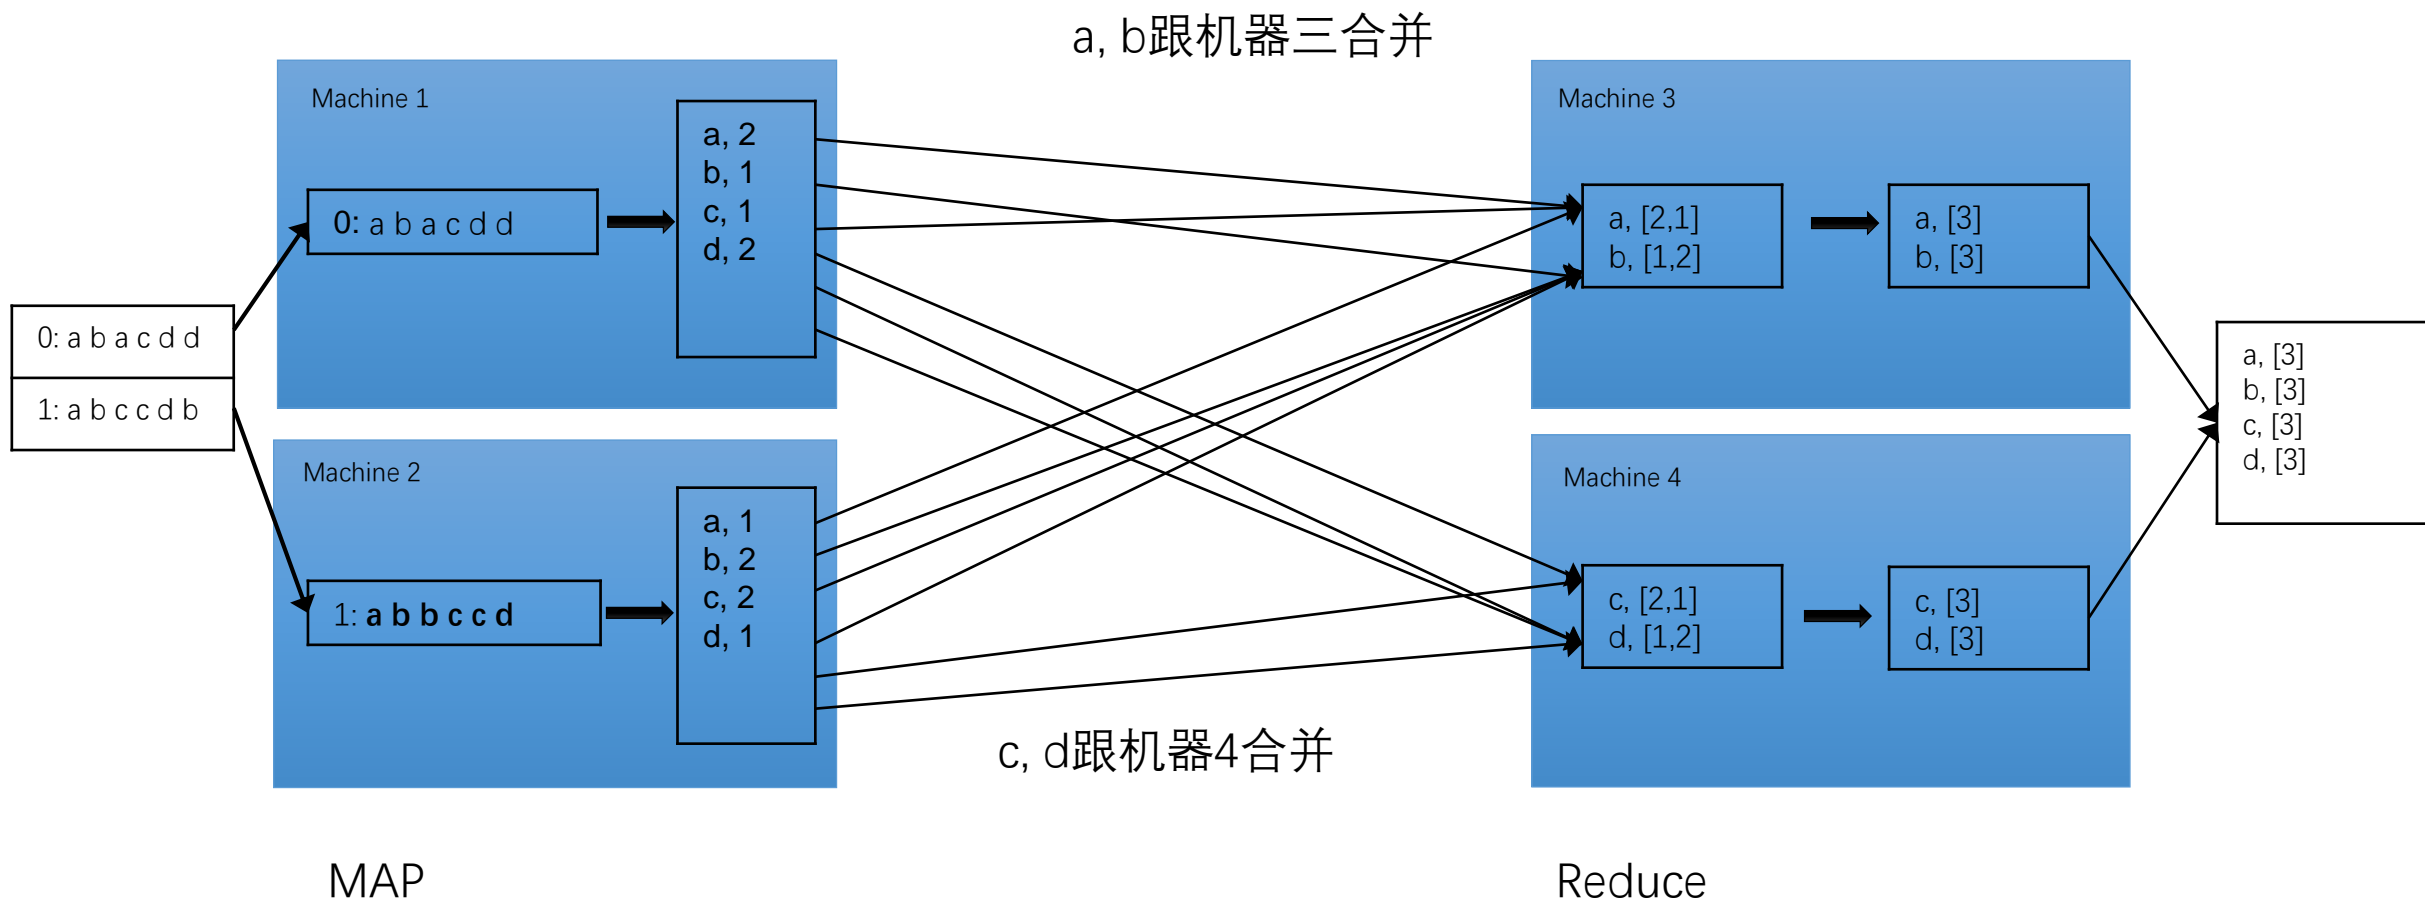 a, b跟机器三合并
0: a b a c d d
1: a b c c d b
Machine 1
0: a b a c d d
a, 2
b, 1
c, 1
d, 2
Machine 2
1: a b b c c d
a, 1
b, 2
c, 2
d, 1
Machine 3
a, [2,1]
b, [1,2]
a, [3]
b, [3]
Machine 4
c, [2,1]
d, [1,2]
c, [3]
d, [3]
a, [3]
b, [3]
c, [3]
d, [3]
c, d跟机器4合并
MAP
Reduce